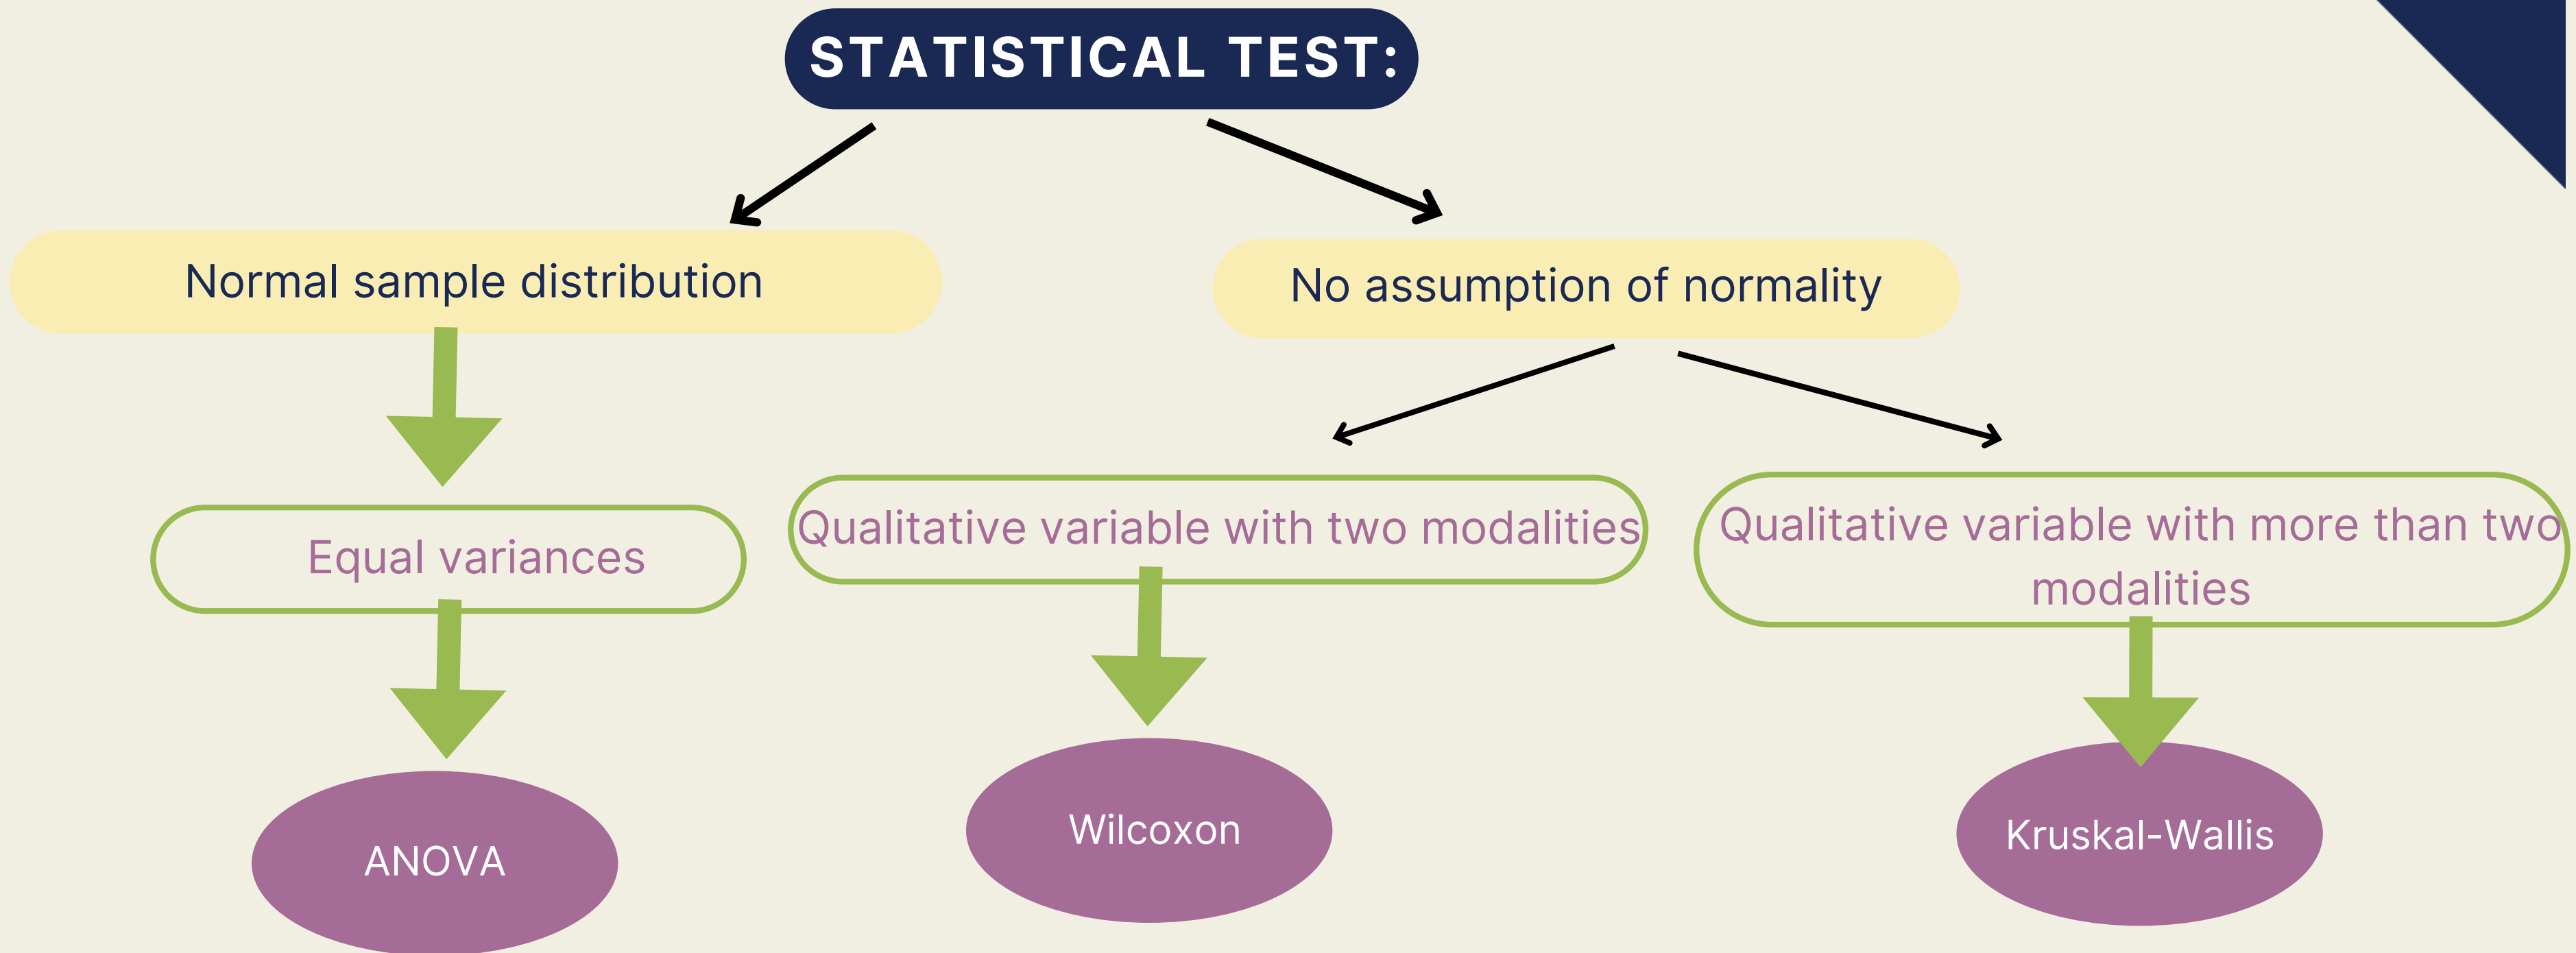 STATISTICAL TEST:
Normal sample distribution
No assumption of normality
Equal variances
Qualitative variable with two modalities
Qualitative variable with more than two
modalities
ANOVA
Wilcoxon
Kruskal-Wallis